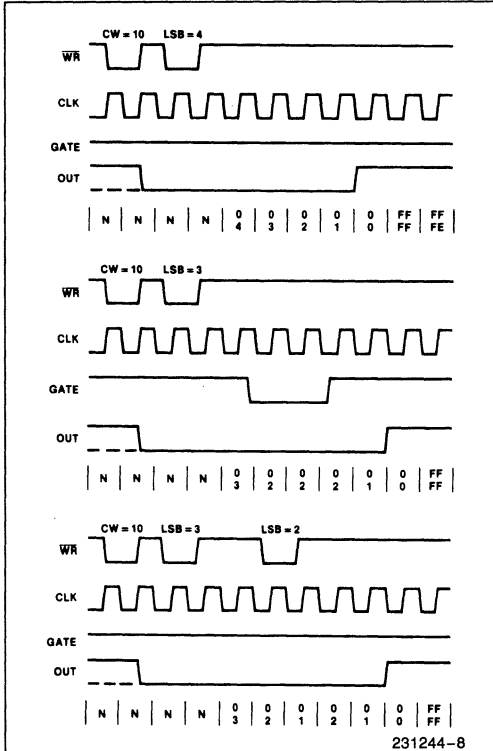 CW = 10 LSB = 4
WR
CLK
GATE
OUT
N N N N 0 0 0 0 0 FF FF
4 3 2 1 0 FF FE
CW = 10 LSB = 3
WR
CLK
GATE
OUT
N N N N 0 0 0 0 0 0 FF
3 2 2 2 1 0 FF
CW = 10 LSB = 3 LSB = 2
WR
CLK
GATE
OUT
N N N N 0 0 0 0 0 0 FF
3 2 1 2 1 0 FF
231244-8